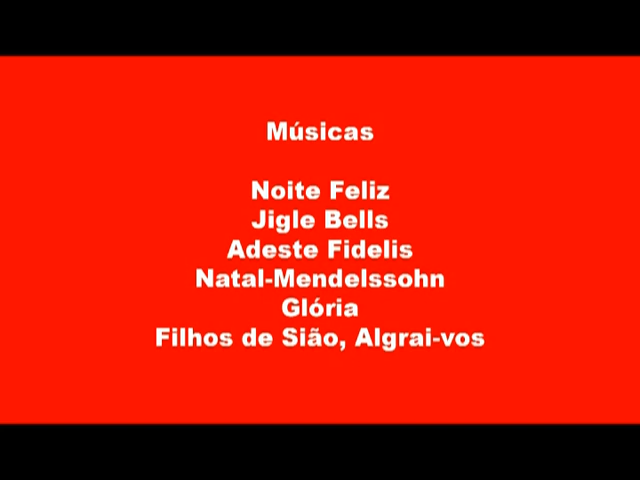 Músicas
Noite Feliz
Jigle Bells
Adeste Fidelis
Natal-Mendelssohn
Glória
Filhos de Sião, Algrai-vos